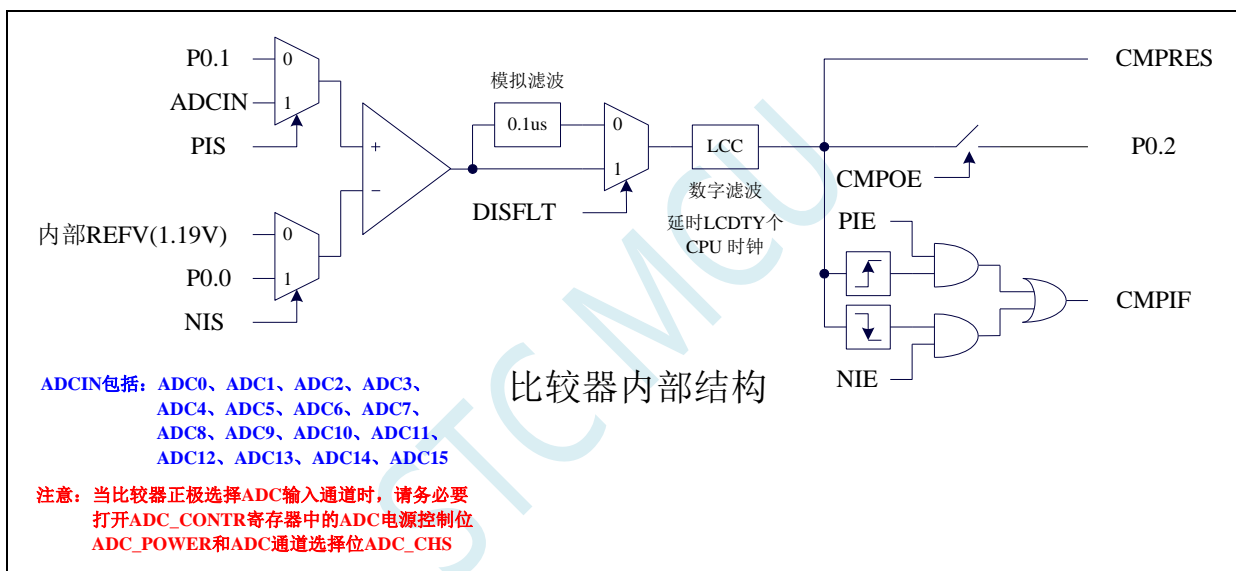 P0.1
0
ADCIN
1
PIS
+
−
内部REFV(1.19V)
0
P0.0
1
NIS
模拟滤波
0.1us
0
1
DISFLT
LCC
数字滤波
延时LCDTY个
CPU 时钟
CMPRES
P0.2
CMPOE
PIE
CMPIF
NIE
比较器内部结构
ADCIN包括：ADC0、ADC1、ADC2、ADC3、
ADC4、ADC5、ADC6、ADC7、
ADC8、ADC9、ADC10、ADC11、
ADC12、ADC13、ADC14、ADC15
注意：当比较器正极选择ADC输入通道时，请务必要
打开ADC_CONTR寄存器中的ADC电源控制位
ADC_POWER和ADC通道选择位ADC_CHS
STC MCU